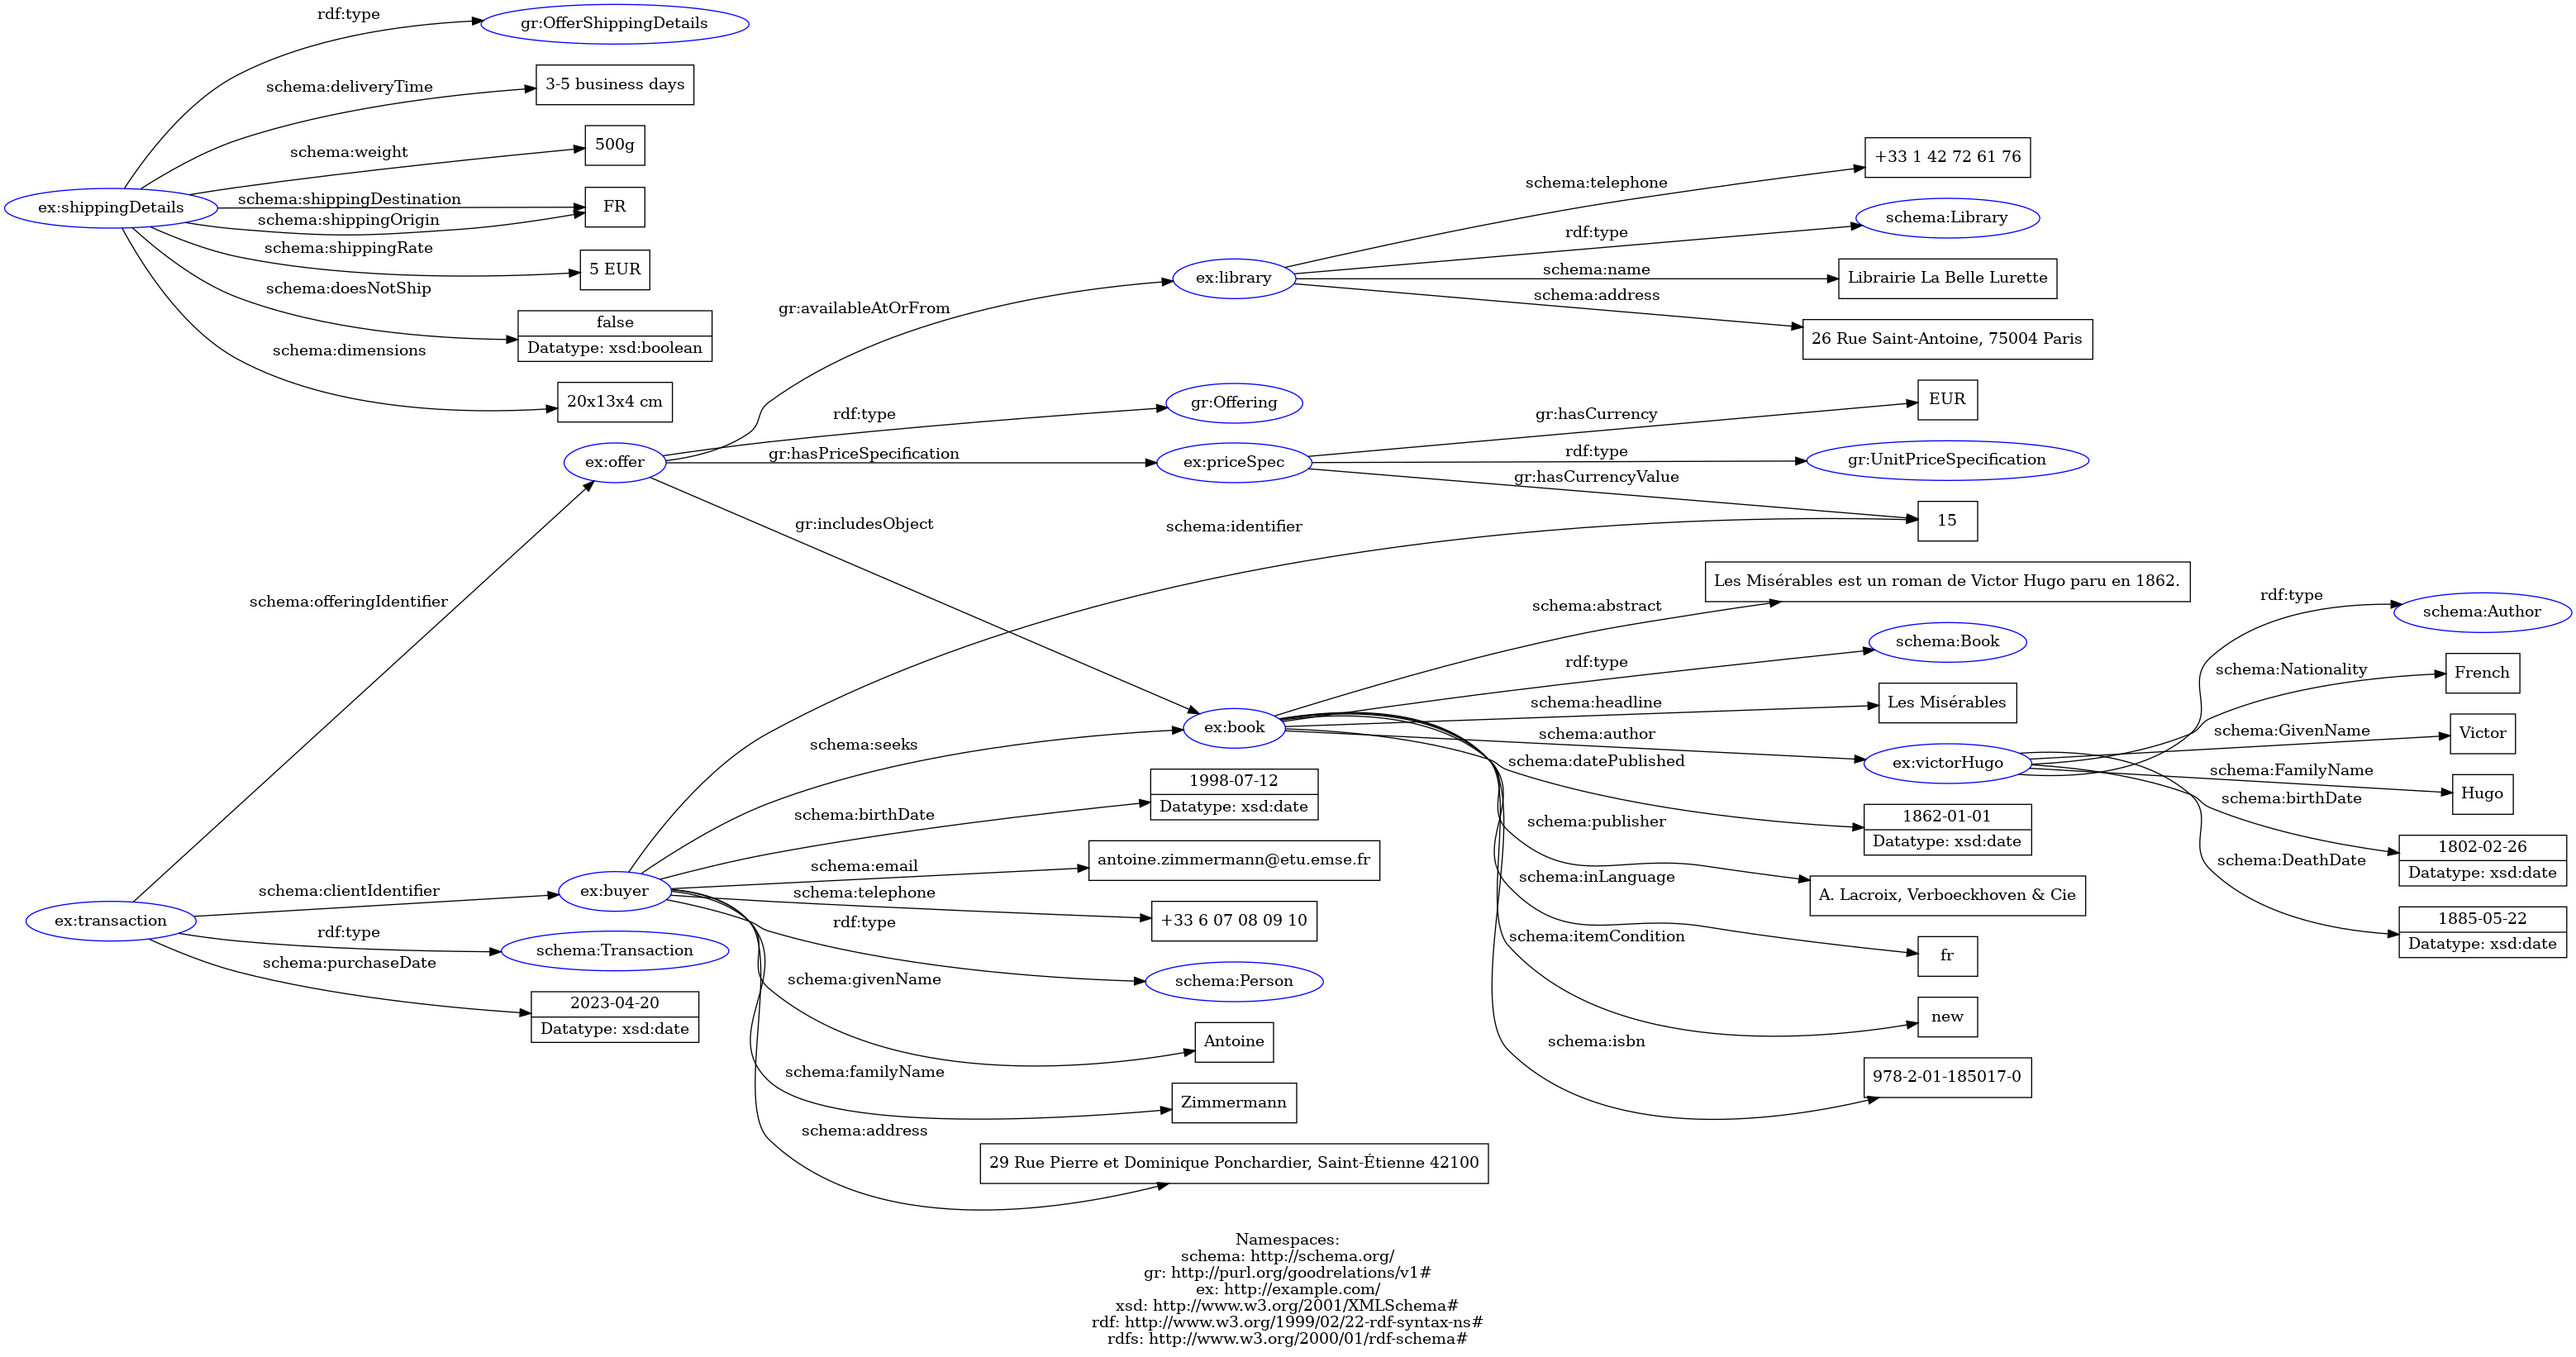 rdf:type
gr:OfferShippingDetails
schema:deliveryTime
3-5 business days
schema:weight
500g
ex:shippingDetails
schema:shippingDestination
FR
schema:shippingOrigin
schema:shippingRate
5 EUR
schema:doesNotShip
false
Datatype: xsd:boolean
schema:dimensions
20x13x4 cm
ex:offer
gr:availableAtOrFrom
ex:library
schema:telephone
+33 1 42 72 61 76
rdf:type
schema:Library
schema:name
Librairie La Belle Lurette
schema:address
26 Rue Saint-Antoine, 75004 Paris
rdf:type
gr:Offering
gr:hasPriceSpecification
ex:priceSpec
gr:hasCurrency
EUR
rdf:type
gr:UnitPriceSpecification
gr:hasCurrencyValue
15
gr:includesObject
schema:identifier
schema:offeringIdentifier
schema:abstract
Les Misérables est un roman de Victor Hugo paru en 1862.
rdf:type
schema:Book
ex:book
schema:headline
Les Misérables
schema:author
ex:victorHugo
schema:datePublished
1862-01-01
Datatype: xsd:date
schema:publisher
A. Lacroix, Verboeckhoven & Cie
schema:inLanguage
fr
schema:itemCondition
new
schema:isbn
978-2-01-185017-0
rdf:type
schema:Author
schema:Nationality
French
schema:GivenName
Victor
schema:FamilyName
Hugo
schema:birthDate
1802-02-26
Datatype: xsd:date
schema:DeathDate
1885-05-22
Datatype: xsd:date
ex:transaction
schema:clientIdentifier
ex:buyer
rdf:type
schema:Transaction
schema:purchaseDate
2023-04-20
Datatype: xsd:date
schema:seeks
schema:birthDate
1998-07-12
Datatype: xsd:date
schema:email
antoine.zimmermann@etu.emse.fr
schema:telephone
+33 6 07 08 09 10
rdf:type
schema:Person
schema:givenName
Antoine
schema:familyName
Zimmermann
schema:address
29 Rue Pierre et Dominique Ponchardier, Saint-Étienne 42100
Namespaces:
schema: http://schema.org/
gr: http://purl.org/goodrelations/v1#
ex: http://example.com/
xsd: http://www.w3.org/2001/XMLSchema#
rdf: http://www.w3.org/1999/02/22-rdf-syntax-ns#
rdfs: http://www.w3.org/2000/01/rdf-schema#